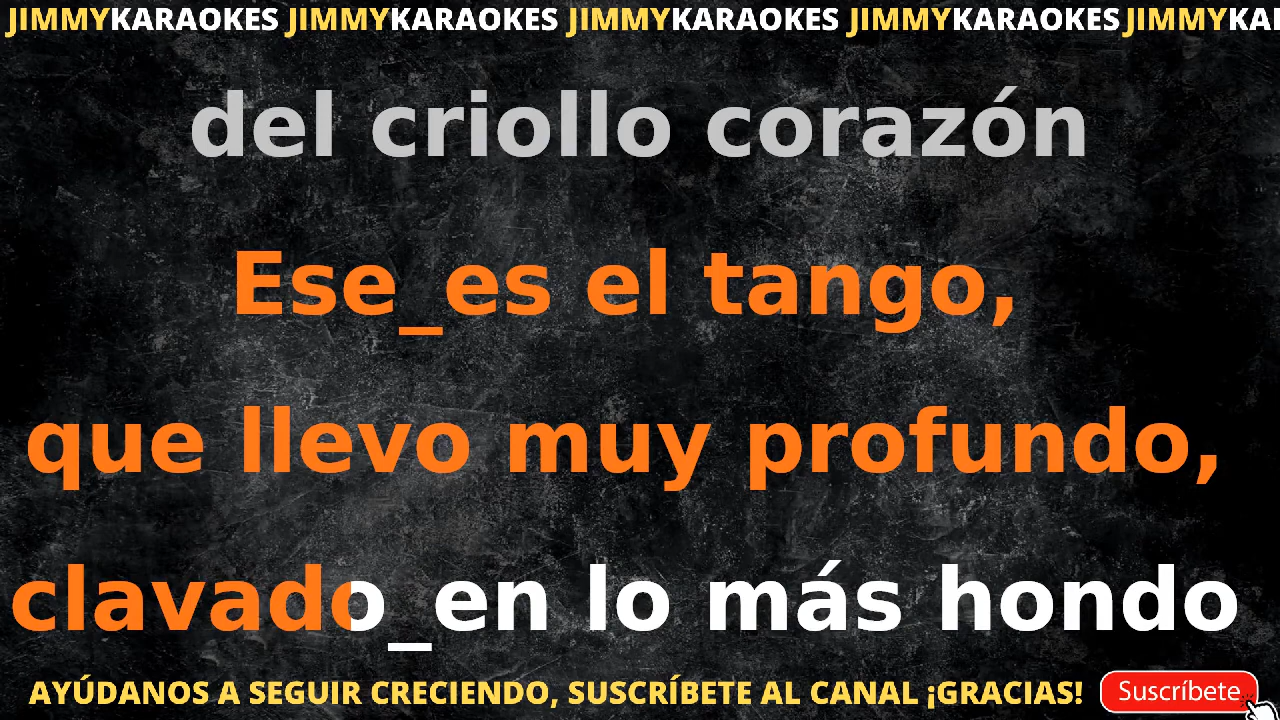 JIMMYKARAOKES JIMMYKARAOKES JIMMYKARAOKES JIMMYKARAOKES JIMMYKA
del criollo corazón
Ese_es el tango,
que llevo muy profundo,
clavado_en lo más hondo
AYÚDANOS A SEGUIR CRECIENDO, SUSCRÍBETE AL CANAL ¡GRACIAS! Suscríbete